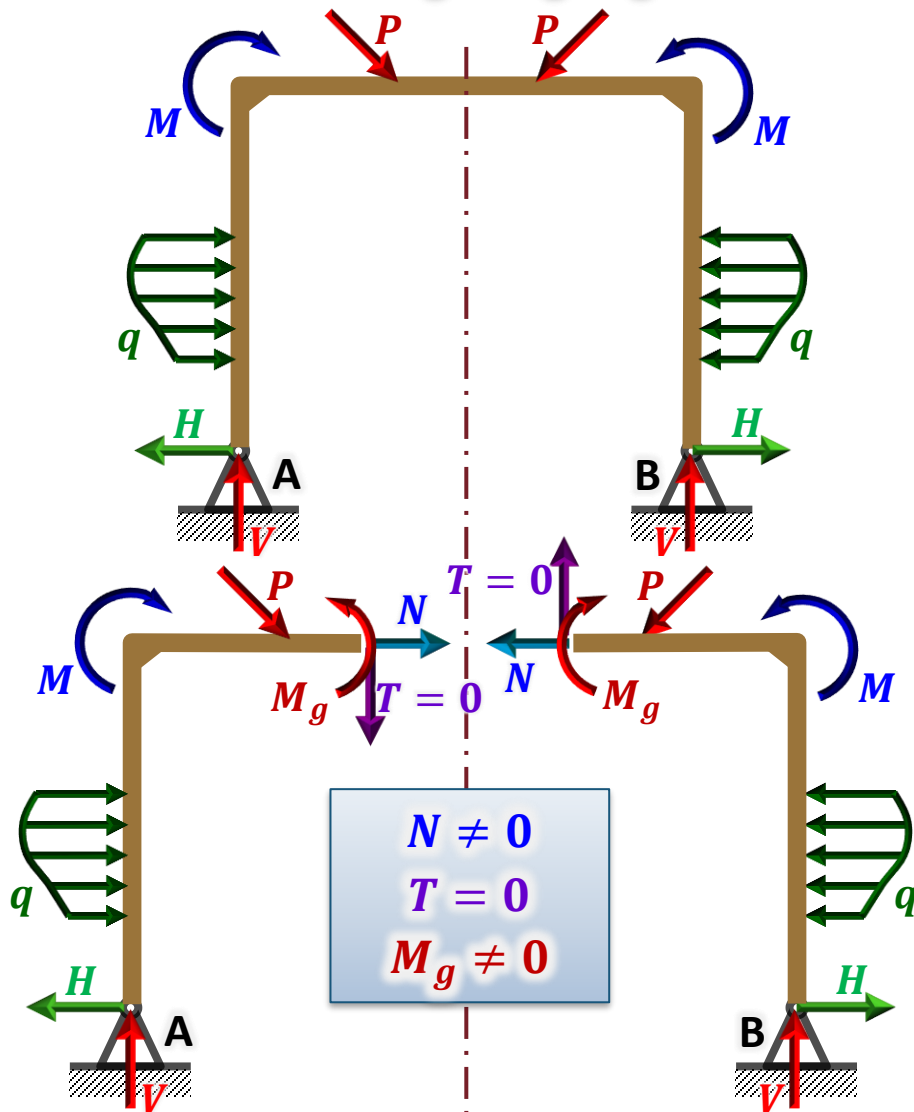 P P
M M
q q
H H
A B
V V
P T = 0 P
N
M N M
M_g T = 0 M_g
N ≠ 0
T = 0
M_g ≠ 0
q q
H H
A B
V V